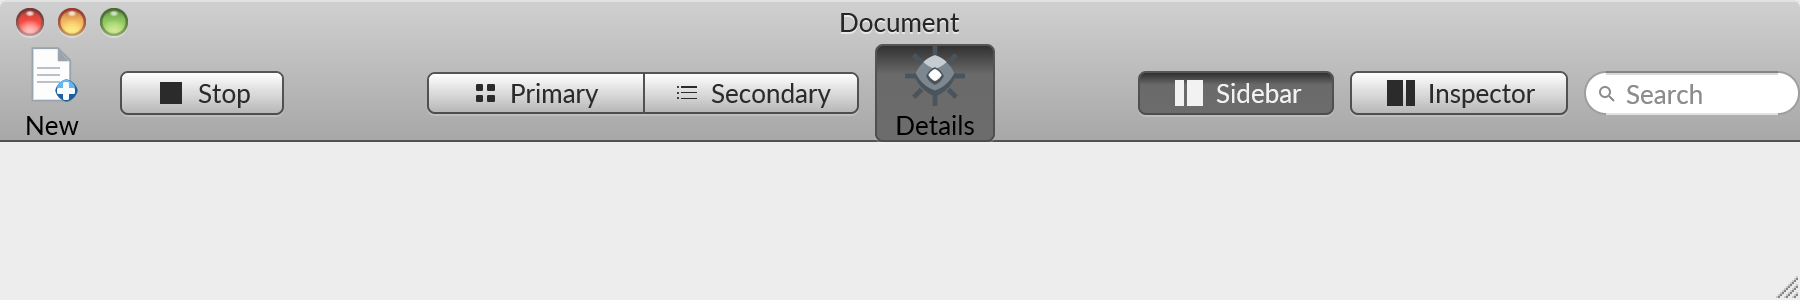 Document
New
Stop
Primary
Secondary
Details
Sidebar
Inspector
Search